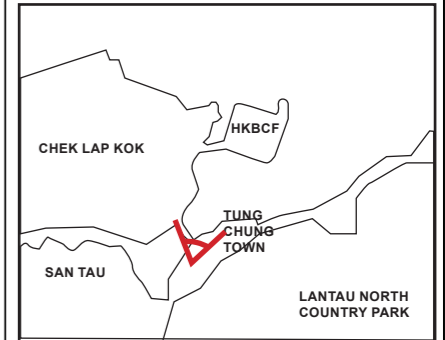 HKBCF
CHEK LAP KOK
TUNG
CHUNG
TOWN
SAN TAU
LANTAU NORTH
COUNTRY PARK